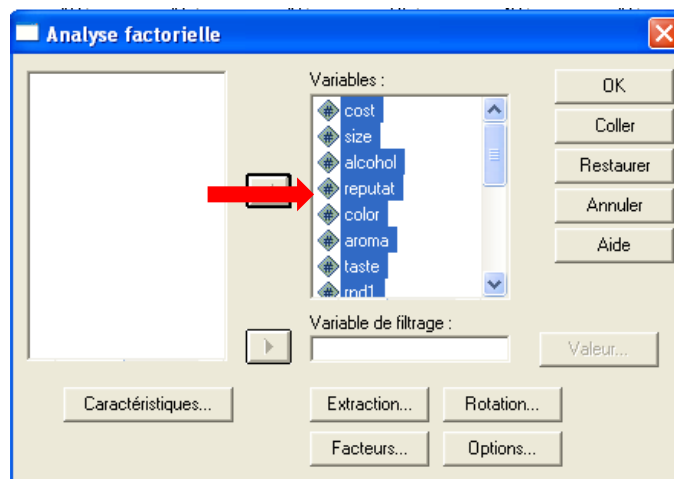 Analyse factorielle
Variables :
cost
size
alcohol
reputat
color
aroma
taste
rnd1
Variable de filtrage :
OK
Coller
Restaurer
Annuler
Aide
Valeur...
Caractéristiques...
Extraction...
Rotation...
Facteurs...
Options...